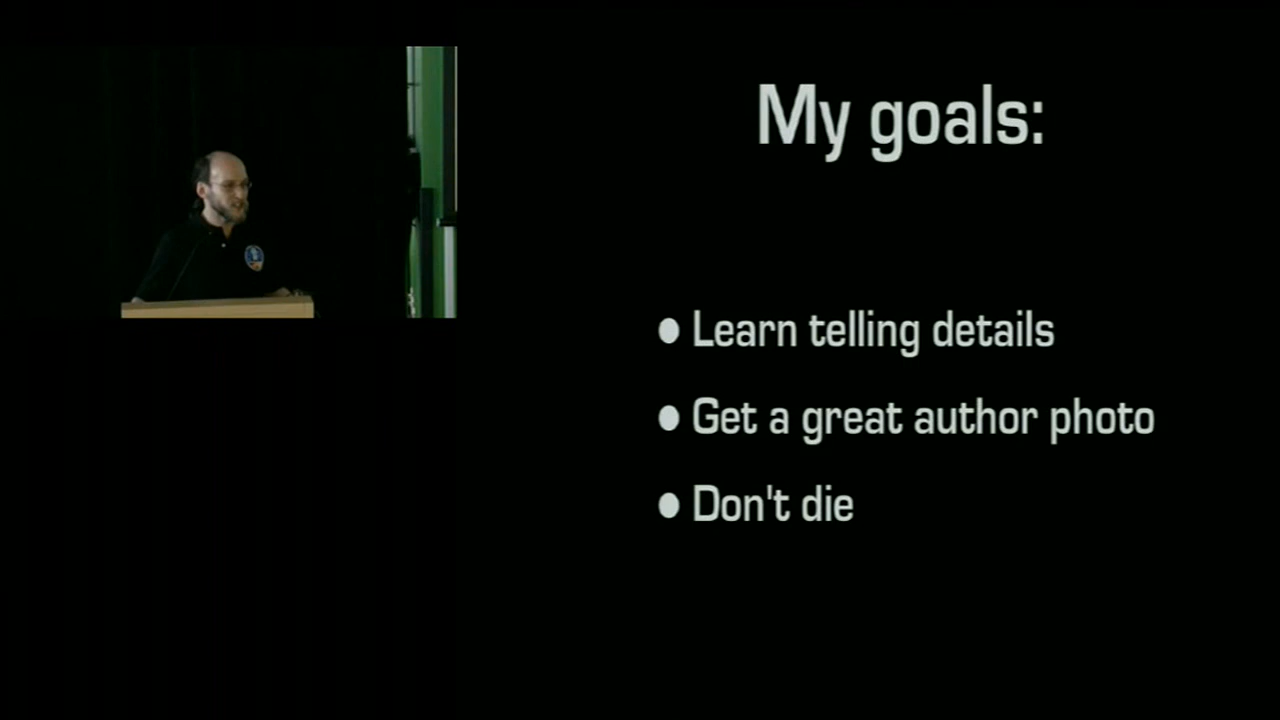 My goals:
● Learn telling details
● Get a great author photo
● Don't die